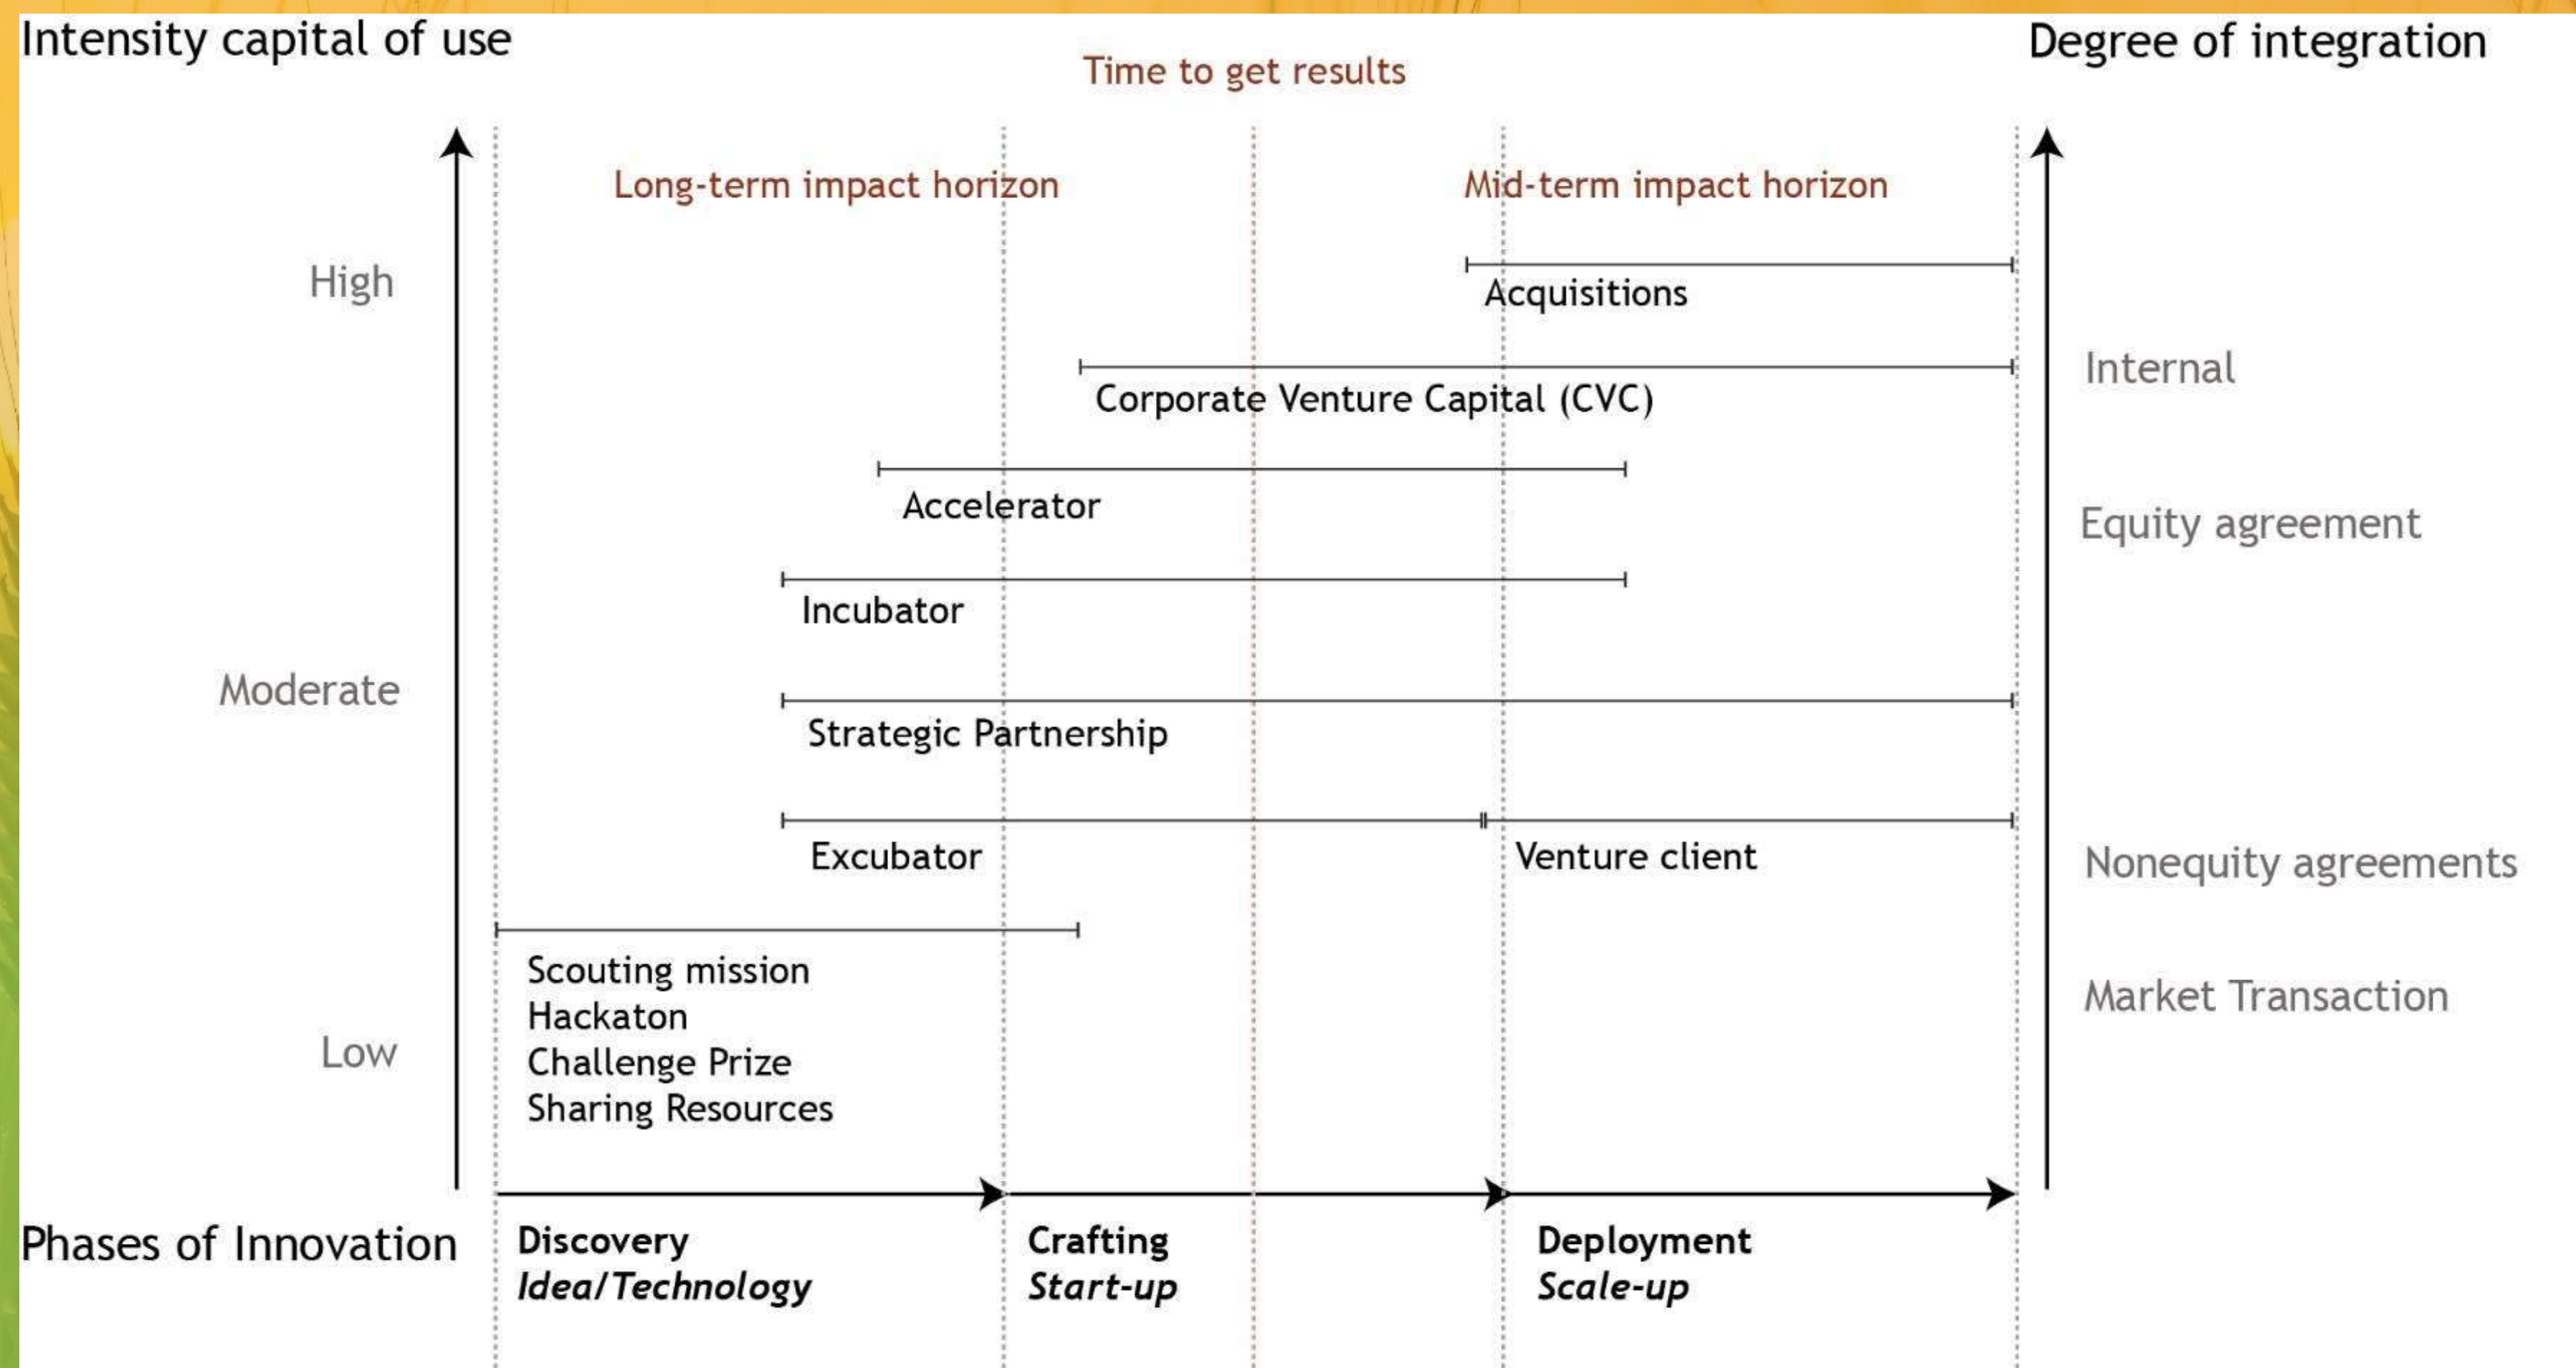 Intensity capital of use
Degree of integration
Time to get results
Long-term impact horizon
Mid-term impact horizon
High
Acquisitions
Internal
Corporate Venture Capital (CVC)
Accelerator
Equity agreement
Incubator
Moderate
Strategic Partnership
Excubator
Venture client
Nonequity agreements
Scouting mission
Hackaton
Challenge Prize
Sharing Resources
Market Transaction
Low
Phases of Innovation
Discovery
Idea/Technology
Crafting
Start-up
Deployment
Scale-up